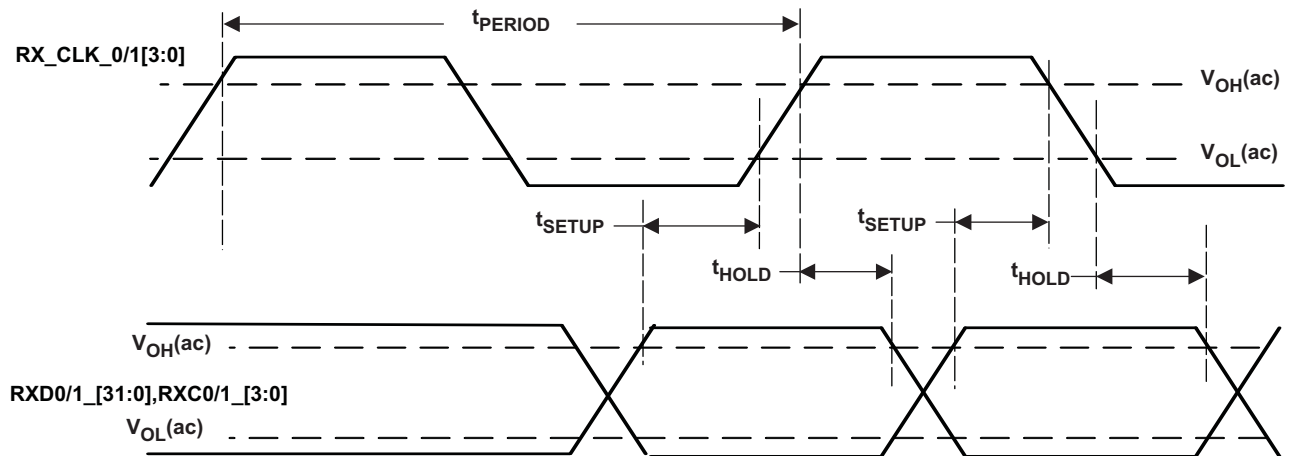 tPERIOD
RX_CLK_0/1[3:0]
VOH(ac)
VOL(ac)
tSETUP
tSETUP
tHOLD
tHOLD
VOH(ac)
RXD0/1_[31:0],RXC0/1_[3:0]
VOL(ac)